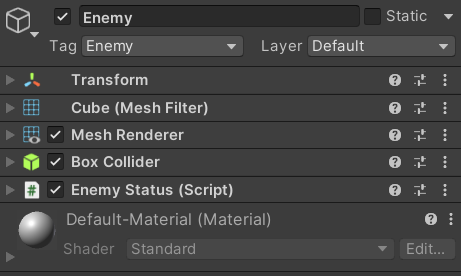 Enemy Static
Tag Enemy Layer Default
Transform
Cube (Mesh Filter)
Mesh Renderer
Box Collider
# Enemy Status (Script)
Default-Material (Material)
Shader Standard Edit...